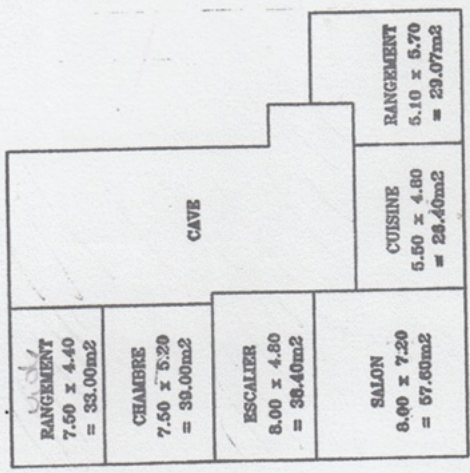 RANGEMENT
7.50 x 4.40
= 33.00m2
CHAMBRE
7.50 x 5.20
= 39.00m2
ESCALIER
8.00 x 4.80
= 38.40m2
SALON
8.00 x 7.20
= 57.60m2
CAVE
CUISINE
5.50 x 4.80
= 26.40m2
RANGEMENT
5.10 x 5.70
= 29.07m2